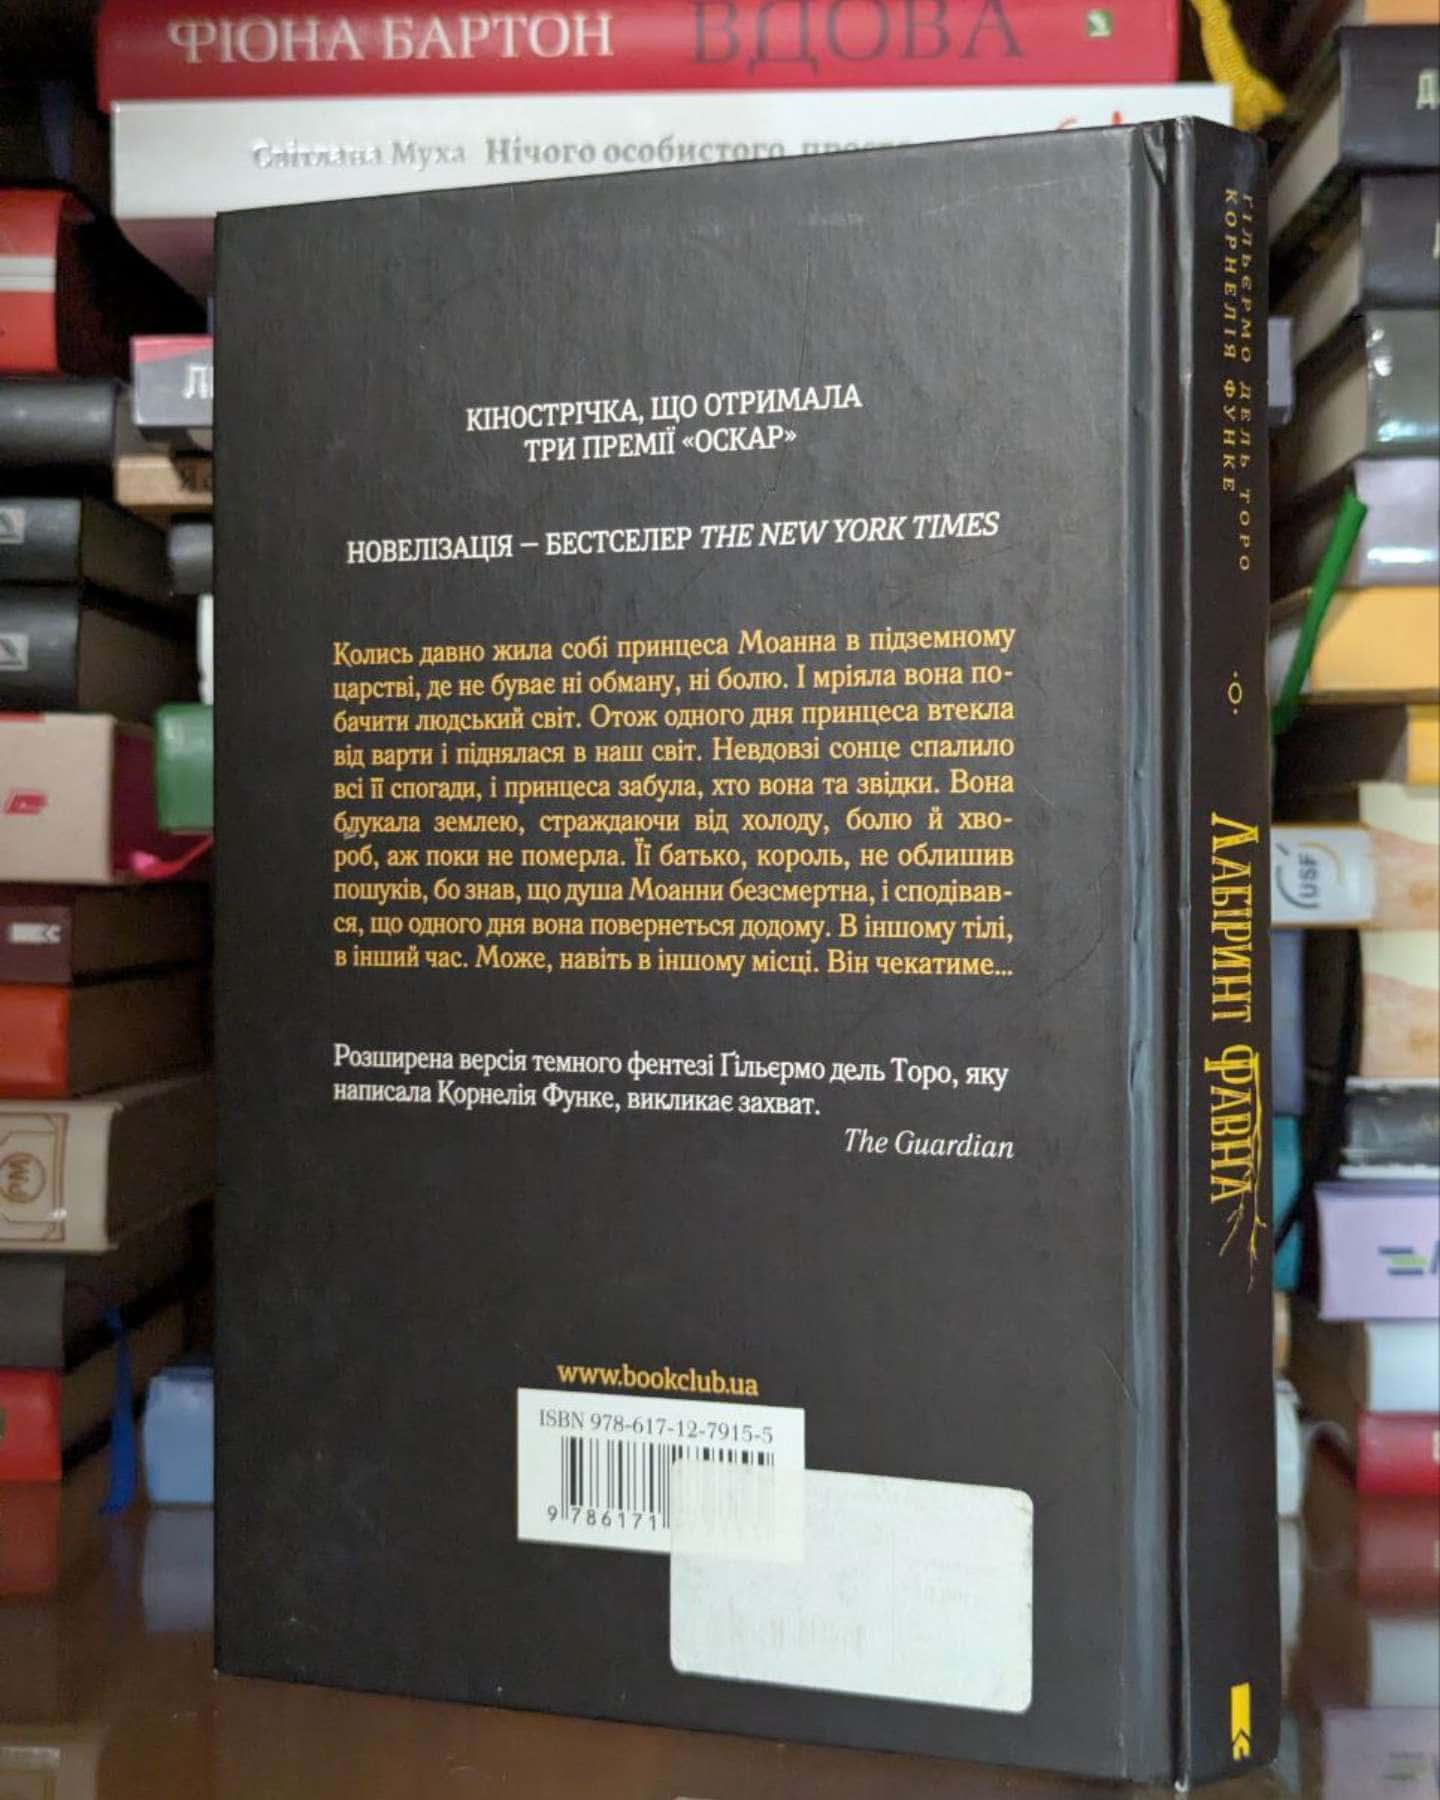 ФІОНА БАРТОН ВДОВА
Світлана Муха Нічого особистого,
КІНОСТРІЧКА, ЩО ОТРИМАЛА
ТРИ ПРЕМІЇ «ОСКАР»
НОВЕЛІЗАЦІЯ – БЕСТСЕЛЕР THE NEW YORK TIMES
Колись давно жила собі принцеса Моанна в підземному
царстві, де не буває ні обману, ні болю. І мріяла вона по-
бачити людський світ. Отож одного дня принцеса втекла
від варти і піднялася в наш світ. Невдовзі сонце спалило
всі її спогади, і принцеса забула, хто вона та звідки. Вона
блукала землею, страждаючи від холоду, болю й хво-
роб, аж поки не померла. Її батько, король, не облишив
пошуків, бо знав, що душа Моанни безсмертна, і сподівав-
ся, що одного дня вона повернеться додому. В іншому тілі,
в інший час. Може, навіть в іншому місці. Він чекатиме...
Розширена версія темного фентезі Ґільєрмо дель Торо, яку
написала Корнелія Функе, викликає захват.
The Guardian
www.bookclub.ua
ISBN 978-617-12-7915-5
9 786171
ҐІЛЬЄРМО ДЕЛЬ ТОРО
КОРНЕЛІЯ ФУНКЕ
ЛАБІРИНТ ФАВНА
USF